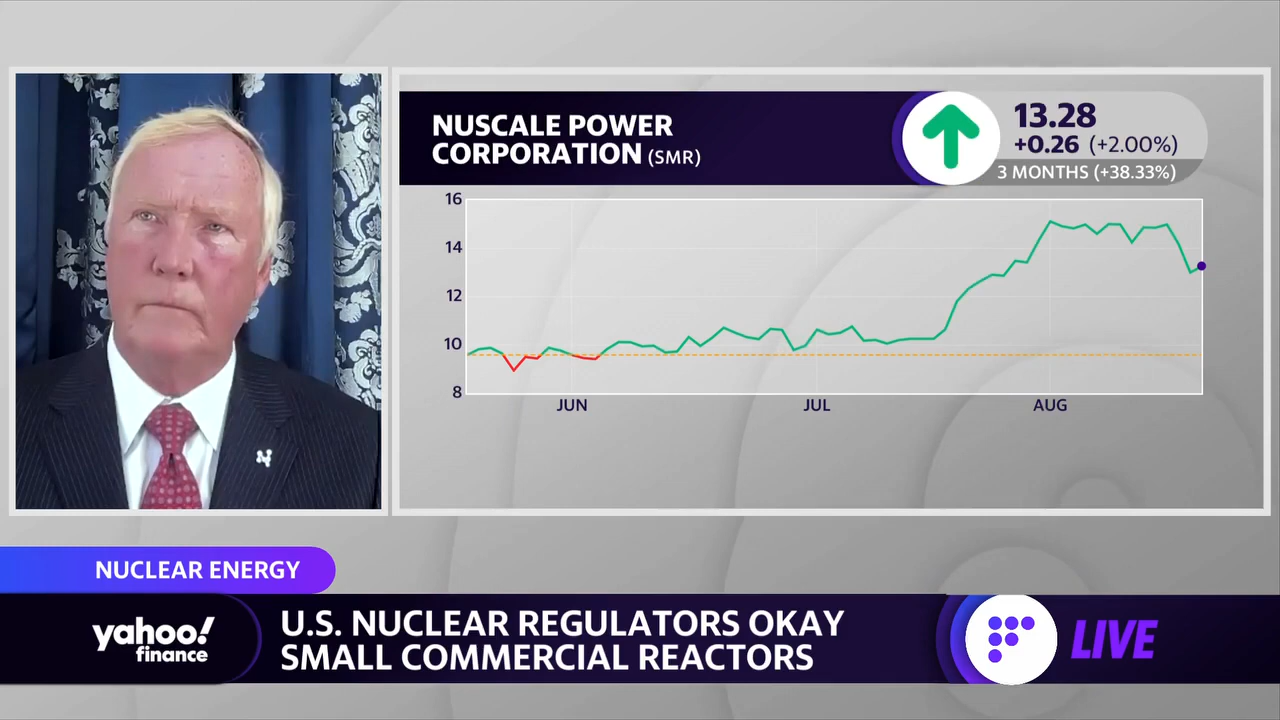 NUSCALE POWER
CORPORATION (SMR)
13.28
+0.26 (+2.00%)
3 MONTHS (+38.33%)
16
14
12
10
8
JUN JUL AUG
NUCLEAR ENERGY
yahoo!
finance
U.S. NUCLEAR REGULATORS OKAY
SMALL COMMERCIAL REACTORS
LIVE